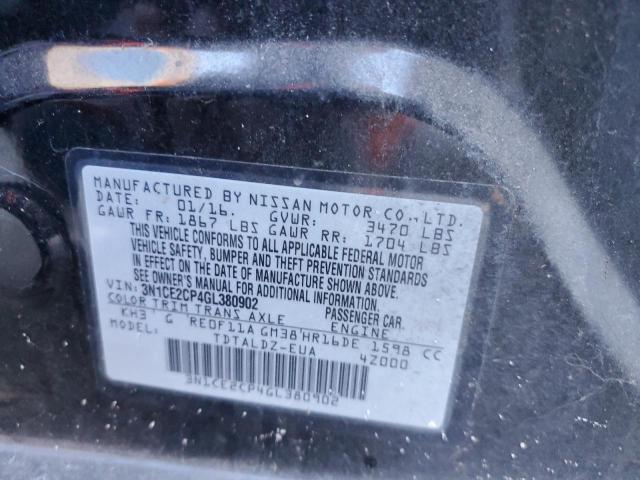 MANUFACTURED BY NISSAN MOTOR CO.,LTD.
DATE: 01/16. GVWR: 3470 LBS
GAWR FR: 1867 LBS GAWR RR: 1704 LBS
THIS VEHICLE CONFORMS TO ALL APPLICABLE FEDERAL MOTOR
VEHICLE SAFETY, BUMPER AND THEFT PREVENTION STANDARDS
IN EFFECT ON THE DATE OF MANUFACTURE SHOWN ABOVE.
SEE OWNER'S MANUAL FOR ADDITIONAL INFORMATION.
VIN: 3N1CE2CP4GL380902 PASSENGER CAR
COLOR TRIM TRANS AXLE ENGINE
KH3 G RE0F11A GM38 HR16DE 1598 CC
MODEL: TDTALDZ-EUA 4Z000
3N1CE2CP4GL380902